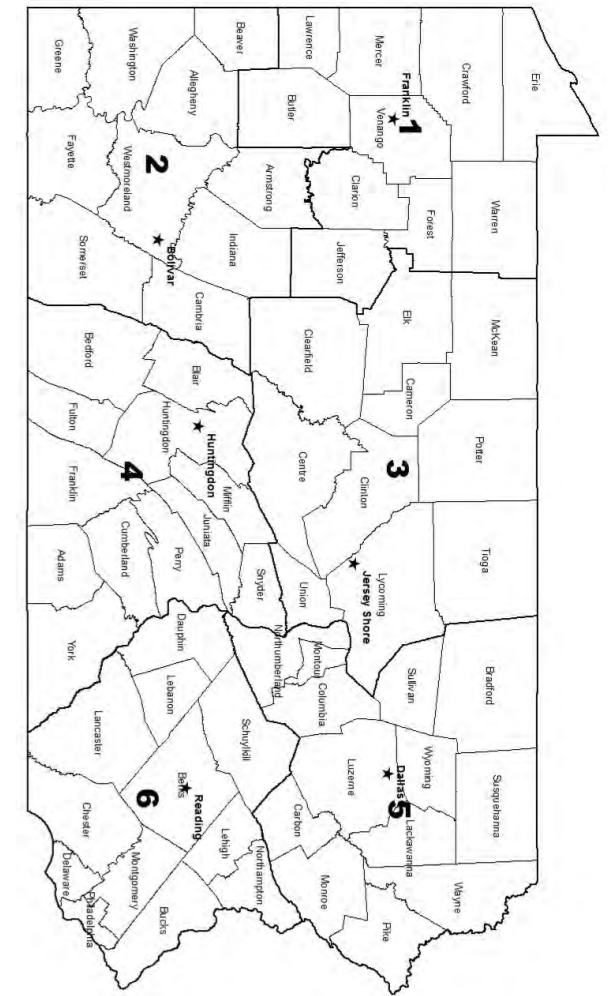 Erie
Crawford
Warren
McKean
Potter
Tioga
Bradford
Susquehanna
Wayne
Mercer
Franklin
1
Venango
Forest
Elk
Cameron
3
Clinton
Lycoming
Jersey Shore
Sullivan
Wyoming
Lackawanna
Pike
Lawrence
Butler
Clarion
Jefferson
Clearfield
Centre
Union
Montour
Northumberland
Columbia
Dallas
5
Luzerne
Carbon
Monroe
Beaver
Allegheny
Armstrong
Indiana
Cambria
Blair
Huntingdon
Huntingdon
Mifflin
Juniata
Snyder
Perry
Dauphin
Lebanon
Schuylkill
Lehigh
Northampton
Washington
2
Westmoreland
Bolivar
Greene
Fayette
Somerset
Bedford
Fulton
4
Franklin
Cumberland
Adams
York
Lancaster
6
Berks
Reading
Chester
Montgomery
Bucks
Delaware
Philadelphia